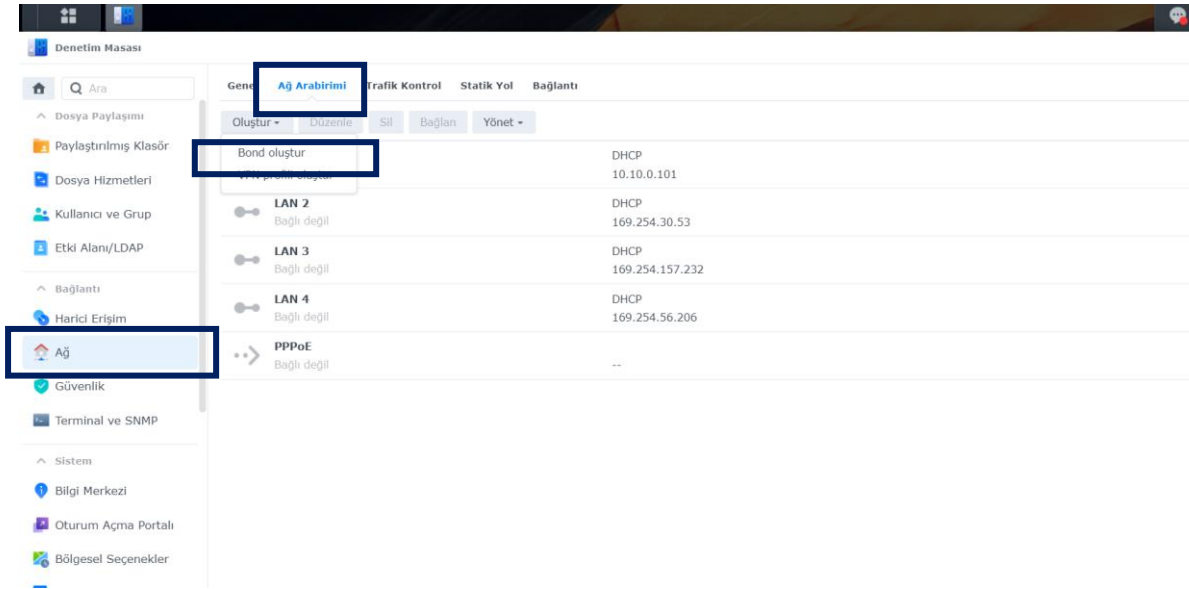 Denetim Masası
Ara
Dosya Paylaşımı
Paylaştırılmış Klasör
Dosya Hizmetleri
Kullanıcı ve Grup
Etki Alanı/LDAP
Bağlantı
Harici Erişim
Ağ
Güvenlik
Terminal ve SNMP
Sistem
Bilgi Merkezi
Oturum Açma Portalı
Bölgesel Seçenekler
Ağ Arabirimi Trafik Kontrol Statik Yol Bağlantı
Oluştur Düzenle Sil Bağlan Yönet
Bond oluştur
DHCP
10.10.0.101
LAN 2 DHCP
Bağlı değil 169.254.30.53
LAN 3 DHCP
Bağlı değil 169.254.157.232
LAN 4 DHCP
Bağlı değil 169.254.56.206
PPPoE
Bağlı değil --